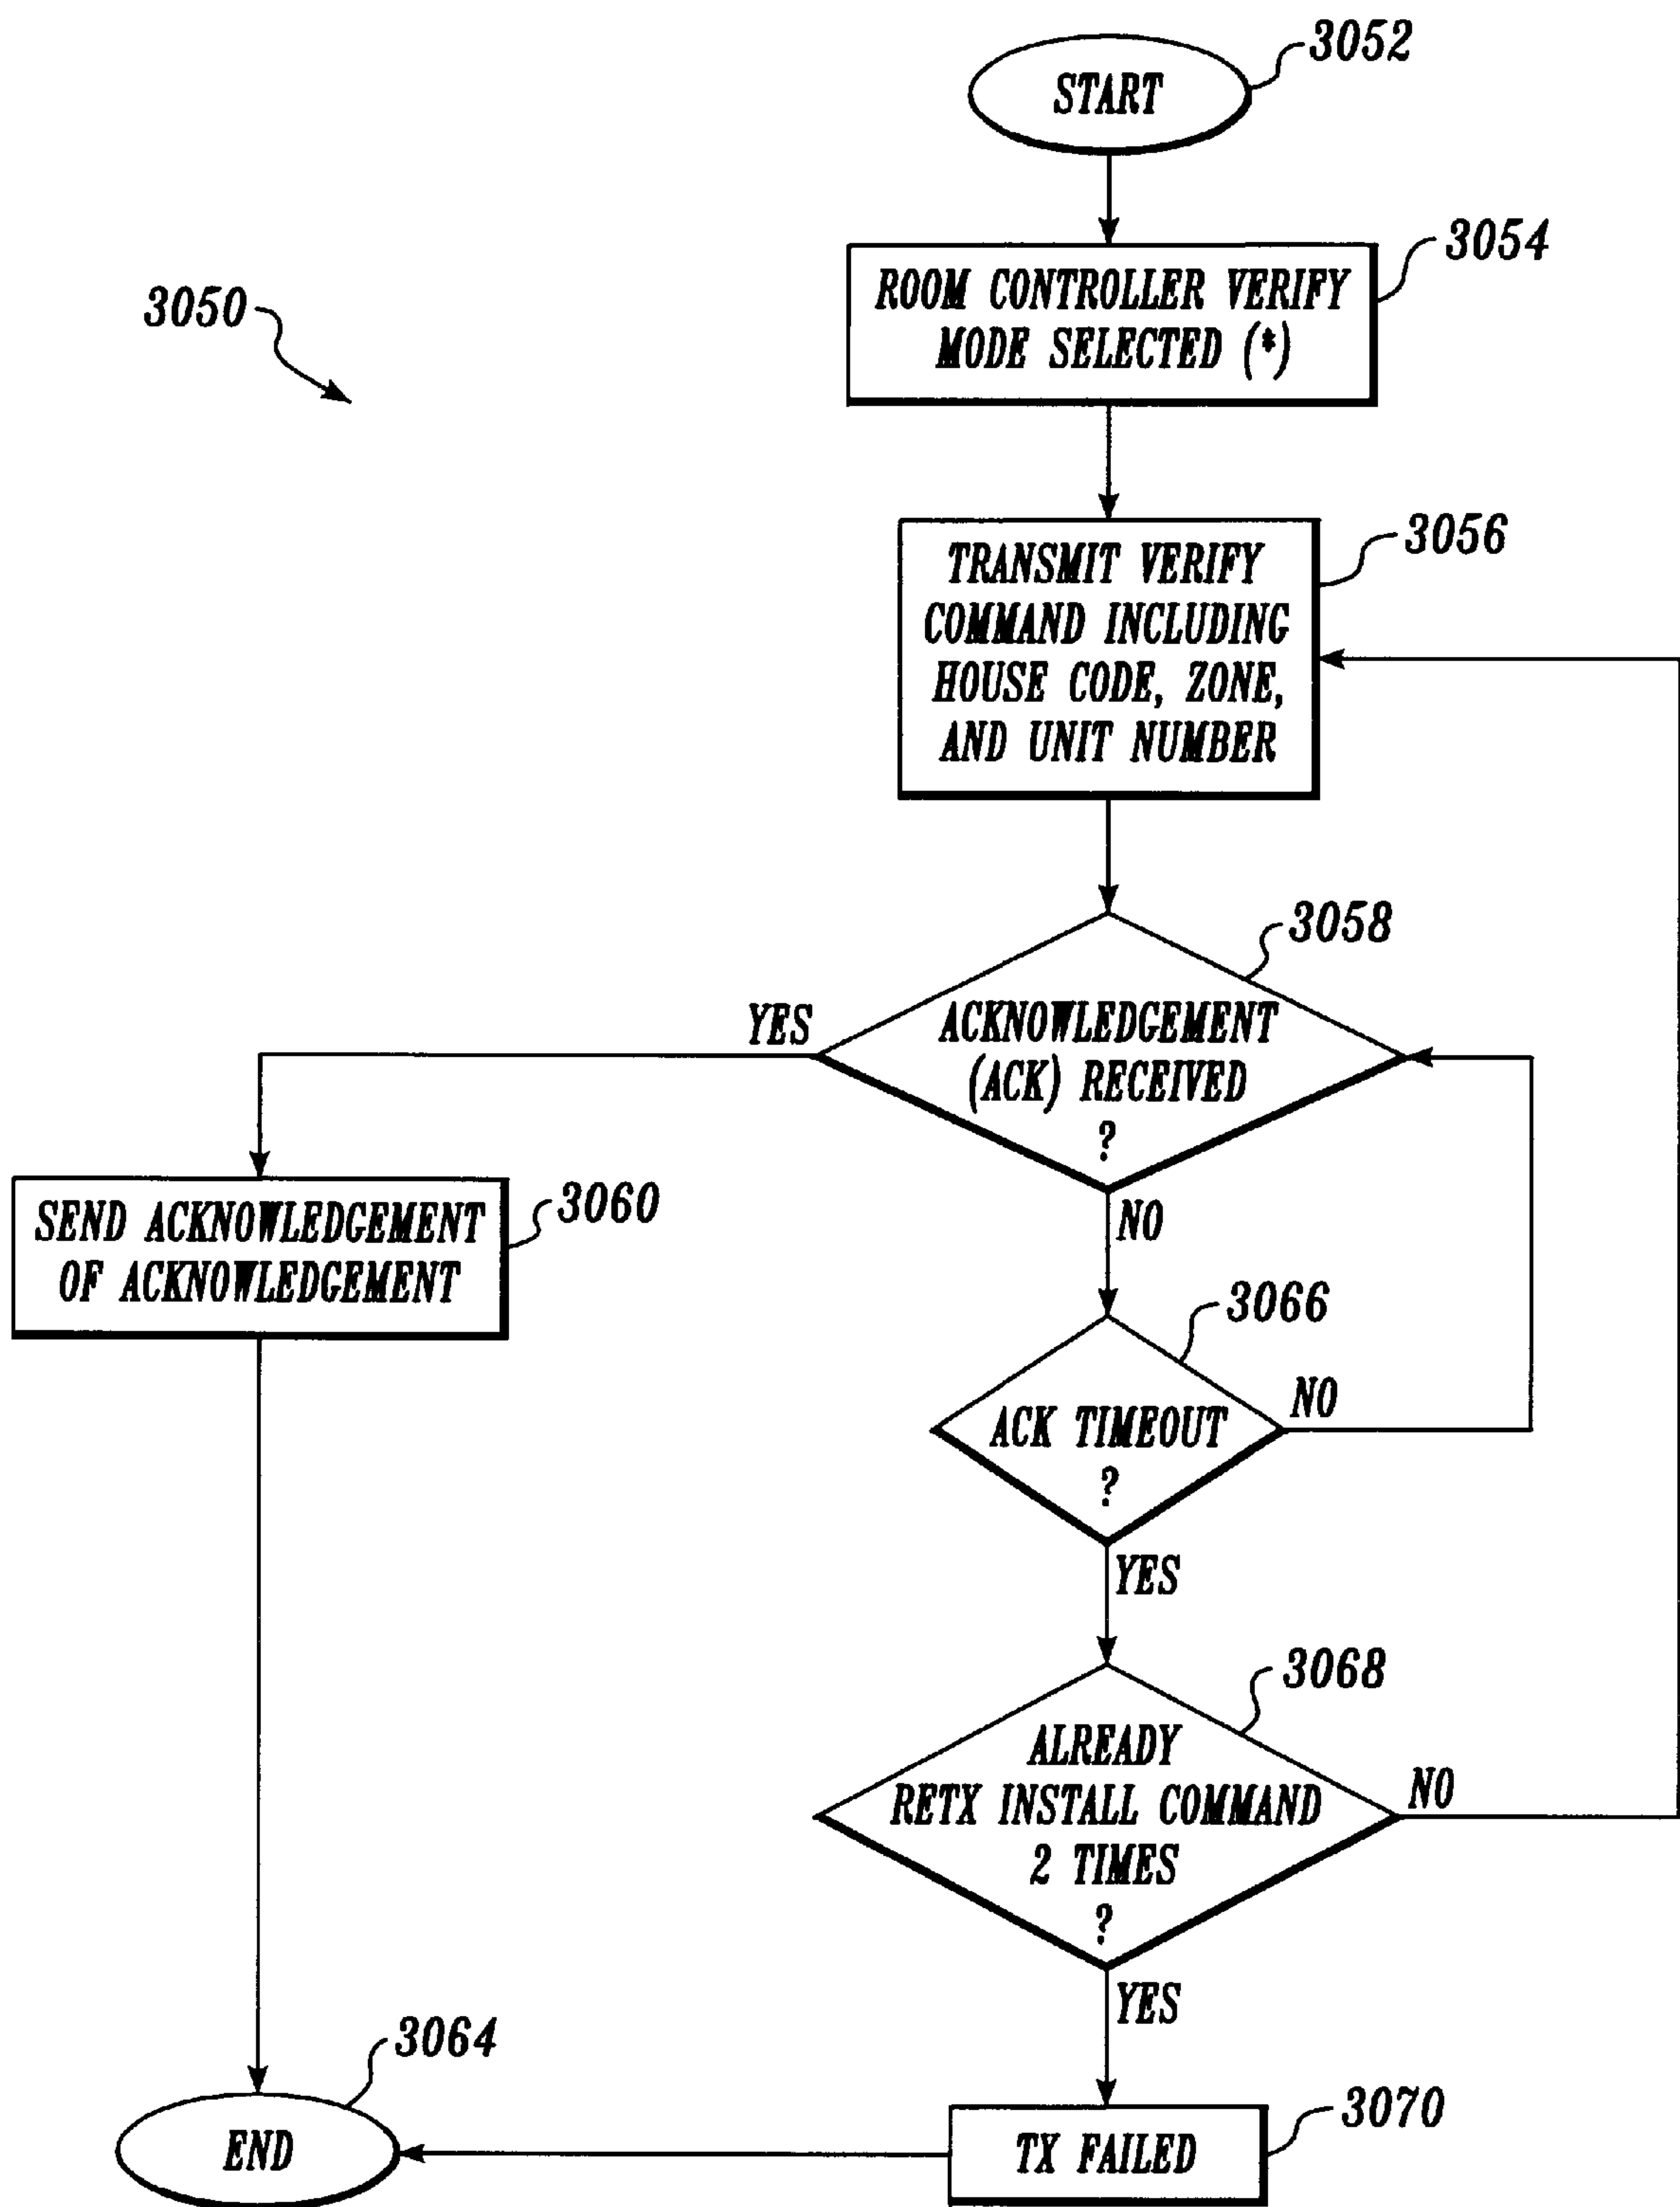 3052
START
3054
ROOM CONTROLLER VERIFY
MODE SELECTED (*)
3050
3056
TRANSMIT VERIFY
COMMAND INCLUDING
HOUSE CODE, ZONE,
AND UNIT NUMBER
3058
YES
ACKNOWLEDGEMENT
(ACK) RECEIVED
?
NO
3060
SEND ACKNOWLEDGEMENT
OF ACKNOWLEDGEMENT
3066
NO
ACK TIMEOUT
?
YES
3068
ALREADY
RETX INSTALL COMMAND
2 TIMES
?
NO
YES
3064
END
3070
TX FAILED